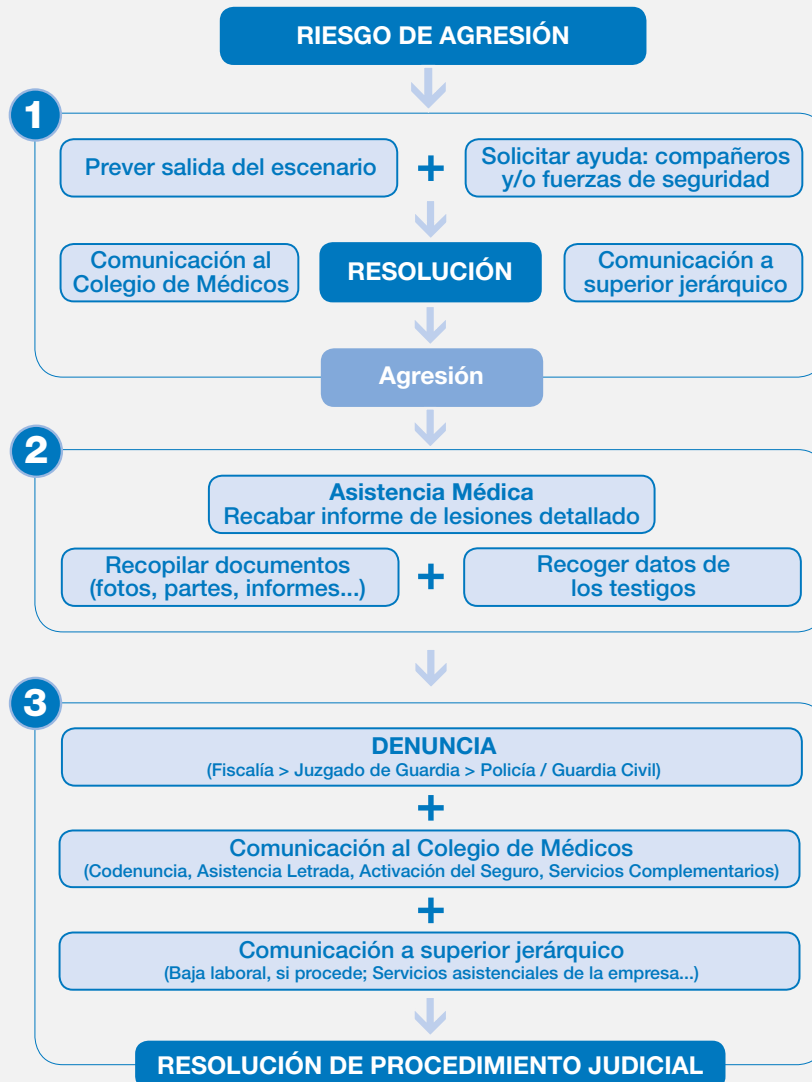 RIESGO DE AGRESIÓN
1
Prever salida del escenario
+
Solicitar ayuda: compañeros
y/o fuerzas de seguridad
Comunicación al
Colegio de Médicos
RESOLUCIÓN
Comunicación a
superior jerárquico
Agresión
2
Asistencia Médica
Recabar informe de lesiones detallado
Recopilar documentos
(fotos, partes, informes...)
+
Recoger datos de
los testigos
3
DENUNCIA
(Fiscalía > Juzgado de Guardia > Policía / Guardia Civil)
+
Comunicación al Colegio de Médicos
(Codenuncia, Asistencia Letrada, Activación del Seguro, Servicios Complementarios)
+
Comunicación a superior jerárquico
(Baja laboral, si procede; Servicios asistenciales de la empresa...)
RESOLUCIÓN DE PROCEDIMIENTO JUDICIAL